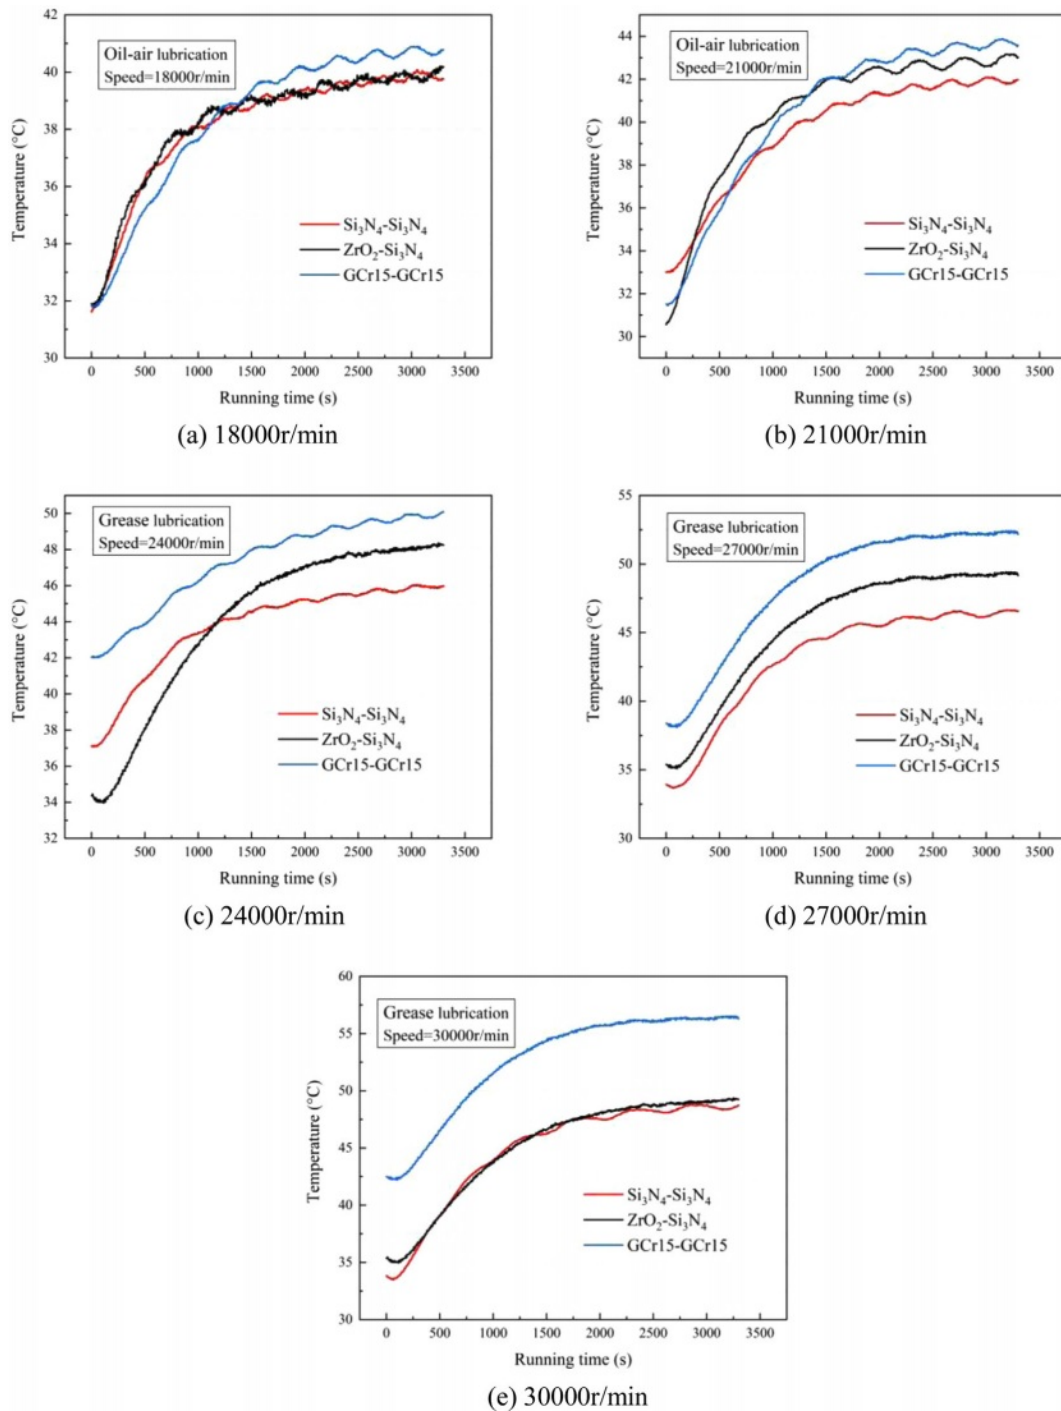 Oil-air lubrication
Speed=18000r/min
42
40
38
36
34
32
30
Temperature (°C)
Si₃N₄-Si₃N₄
ZrO₂-Si₃N₄
GCr15-GCr15
0 500 1000 1500 2000 2500 3000 3500
Running time (s)
(a) 18000r/min
Oil-air lubrication
Speed=21000r/min
44
42
40
38
36
34
32
30
Temperature (°C)
Si₃N₄-Si₃N₄
ZrO₂-Si₃N₄
GCr15-GCr15
0 500 1000 1500 2000 2500 3000 3500
Running time (s)
(b) 21000r/min
Grease lubrication
Speed=24000r/min
50
48
46
44
42
40
38
36
34
32
Temperature (°C)
Si₃N₄-Si₃N₄
ZrO₂-Si₃N₄
GCr15-GCr15
0 500 1000 1500 2000 2500 3000 3500
Running time (s)
(c) 24000r/min
Grease lubrication
Speed=27000r/min
55
50
45
40
35
30
Temperature (°C)
Si₃N₄-Si₃N₄
ZrO₂-Si₃N₄
GCr15-GCr15
0 500 1000 1500 2000 2500 3000 3500
Running time (s)
(d) 27000r/min
Grease lubrication
Speed=30000r/min
60
55
50
45
40
35
30
Temperature (°C)
Si₃N₄-Si₃N₄
ZrO₂-Si₃N₄
GCr15-GCr15
0 500 1000 1500 2000 2500 3000 3500
Running time (s)
(e) 30000r/min